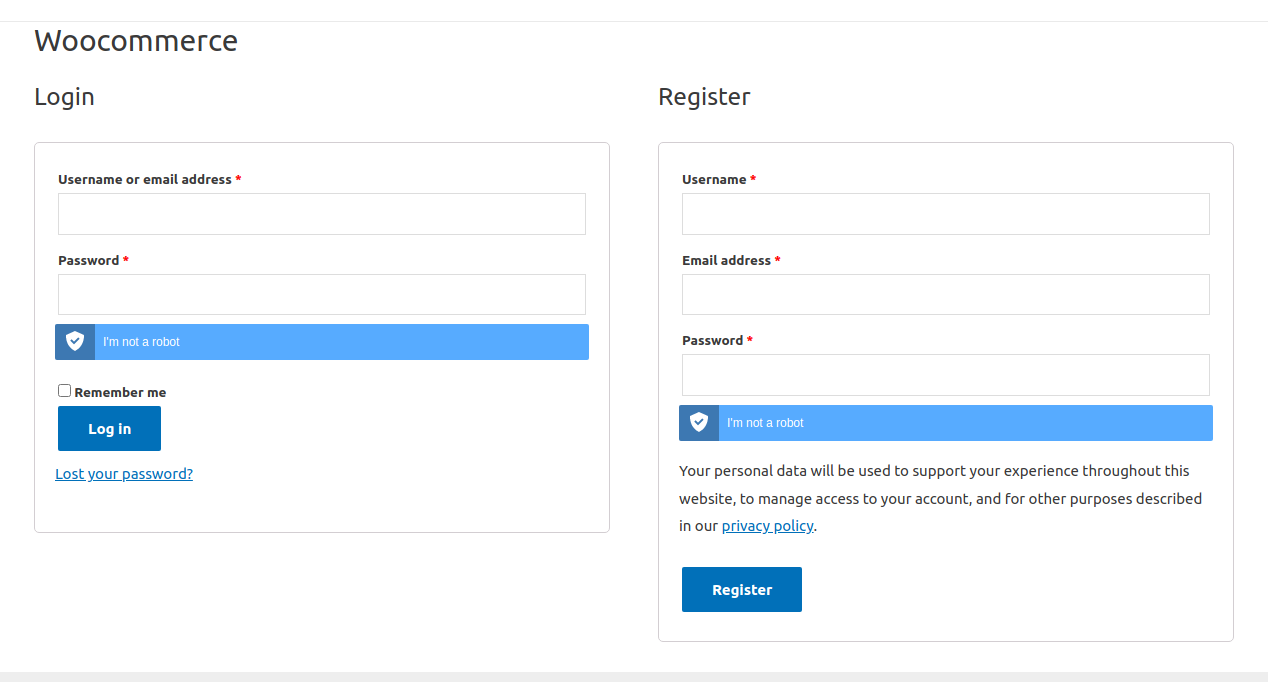 Woocommerce
Login
Username or email address *
Password *
I'm not a robot
Remember me
Log in
Lost your password?
Register
Username *
Email address *
Password *
I'm not a robot
Your personal data will be used to support your experience throughout this
website, to manage access to your account, and for other purposes described
in our privacy policy.
Register